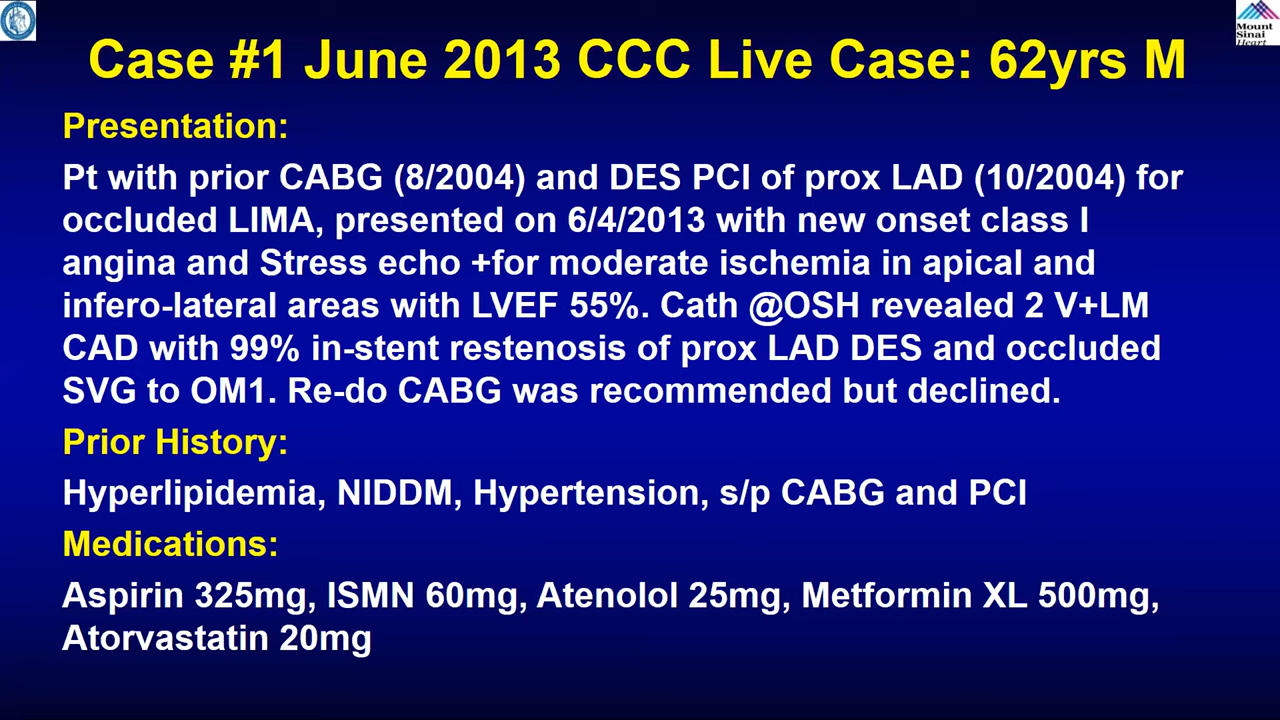 Mount
Sinai
Heart
Case #1 June 2013 CCC Live Case: 62yrs M
Presentation:
Pt with prior CABG (8/2004) and DES PCI of prox LAD (10/2004) for
occluded LIMA, presented on 6/4/2013 with new onset class I
angina and Stress echo +for moderate ischemia in apical and
infero-lateral areas with LVEF 55%. Cath @OSH revealed 2 V+LM
CAD with 99% in-stent restenosis of prox LAD DES and occluded
SVG to OM1. Re-do CABG was recommended but declined.
Prior History:
Hyperlipidemia, NIDDM, Hypertension, s/p CABG and PCI
Medications:
Aspirin 325mg, ISMN 60mg, Atenolol 25mg, Metformin XL 500mg,
Atorvastatin 20mg